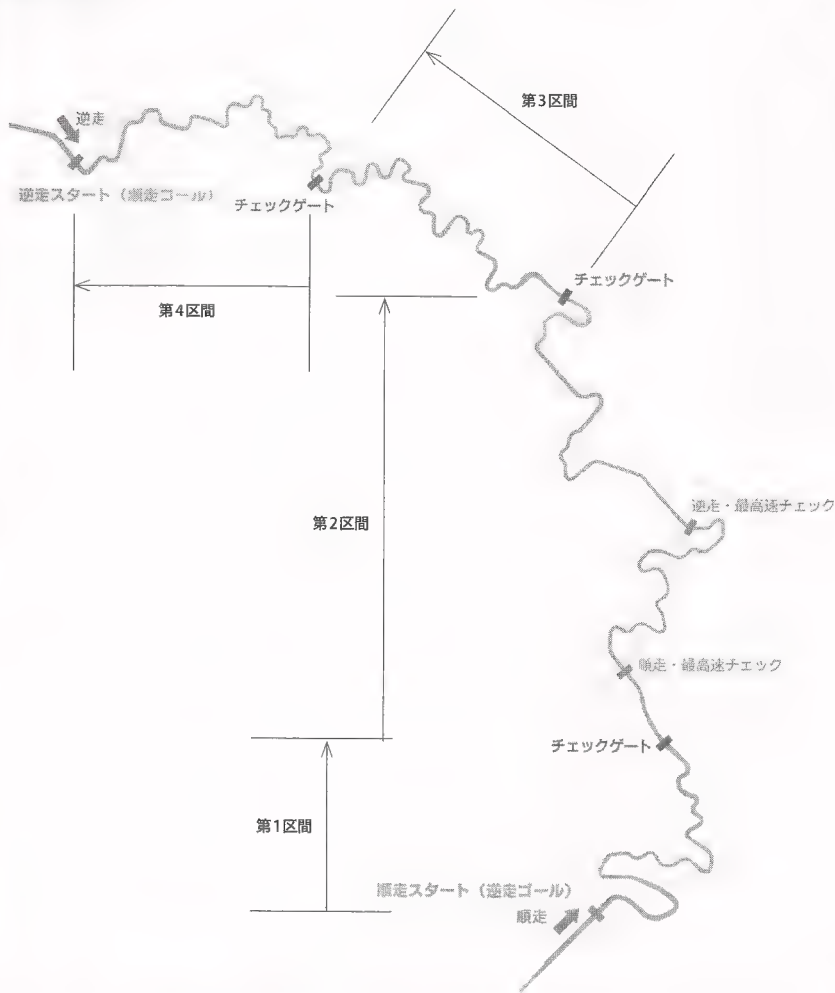 第3区間
逆走
逆走スタート（順走ゴール）
チェックゲート
チェックゲート
第4区間
第2区間
逆走・最高速チェック
順走・最高速チェック
チェックゲート
第1区間
順走スタート（逆走ゴール）
順走